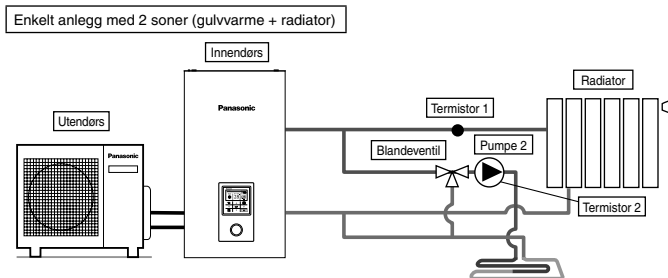 Enkelt anlegg med 2 soner (gulvvarme + radiator)
Innendørs
Radiator
Panasonic
Termistor 1
Utendørs
Blandeventil
Pumpe 2
Panasonic
Termistor 2